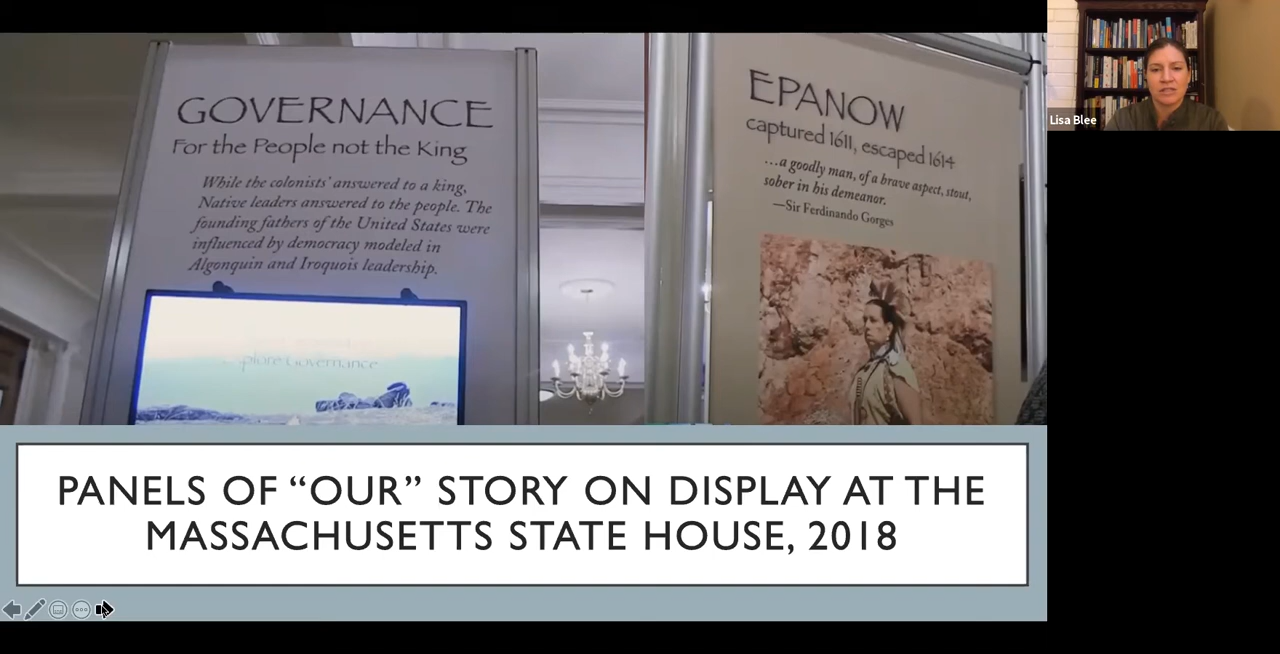 GOVERNANCE
For the People not the King
While the colonists' answered to a king,
Native leaders answered to the people. The
founding fathers of the United States were
influenced by democracy modeled in
Algonquin and Iroquois leadership.
Governance
EPANOW
captured 1611, escaped 1614
...a goodly man, of a brave aspect, stout,
sober in his demeanor.
—Sir Ferdinando Gorges
Lisa Blee
PANELS OF “OUR” STORY ON DISPLAY AT THE
MASSACHUSETTS STATE HOUSE, 2018